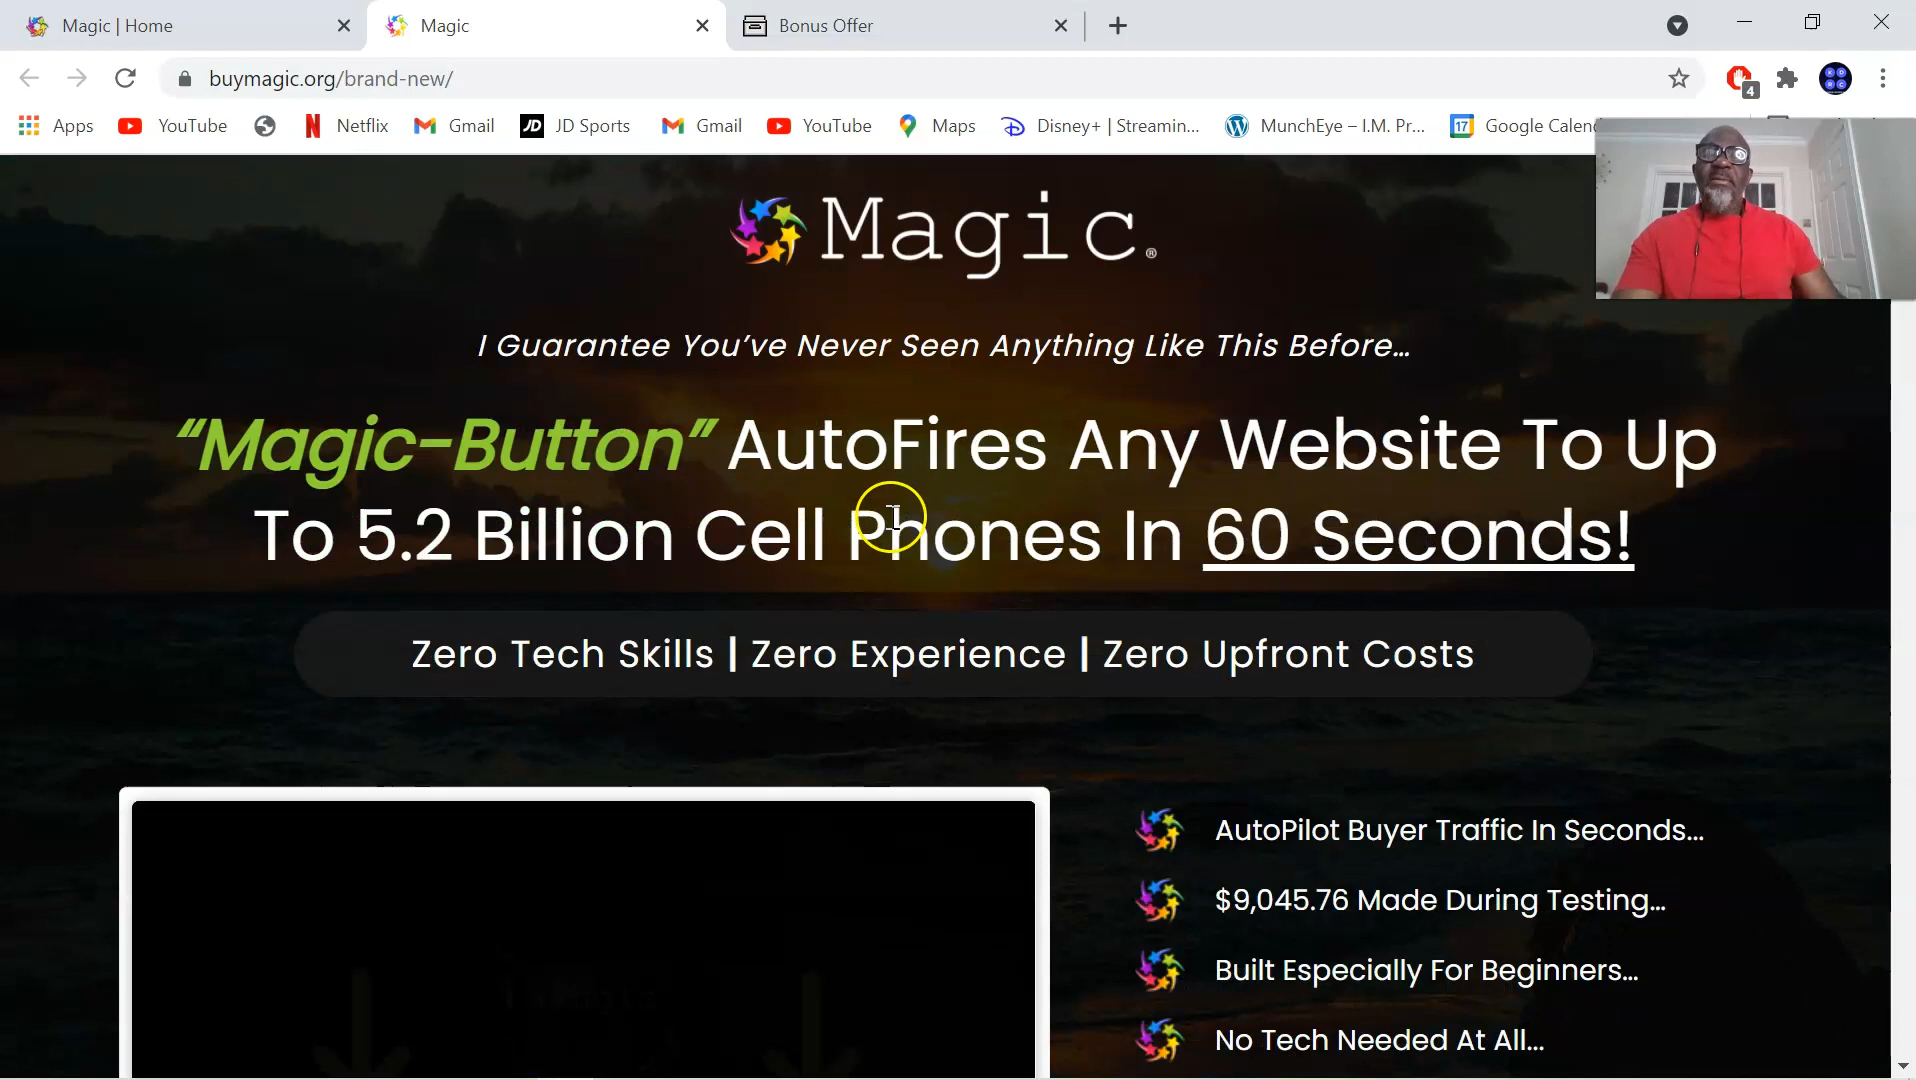 Magic | Home
Magic
Bonus Offer
buymagic.org/brand-new/
4
Apps
YouTube
Netflix
Gmail
JD
JD Sports
Gmail
YouTube
Maps
Disney+ | Streamin...
MunchEye – I.M. Pr...
17
Google Calen
Magic®
I Guarantee You've Never Seen Anything Like This Before...
"Magic-Button" AutoFires Any Website To Up
To 5.2 Billion Cell Phones In 60 Seconds!
Zero Tech Skills | Zero Experience | Zero Upfront Costs
AutoPilot Buyer Traffic In Seconds...
$9,045.76 Made During Testing...
Built Especially For Beginners...
No Tech Needed At All...